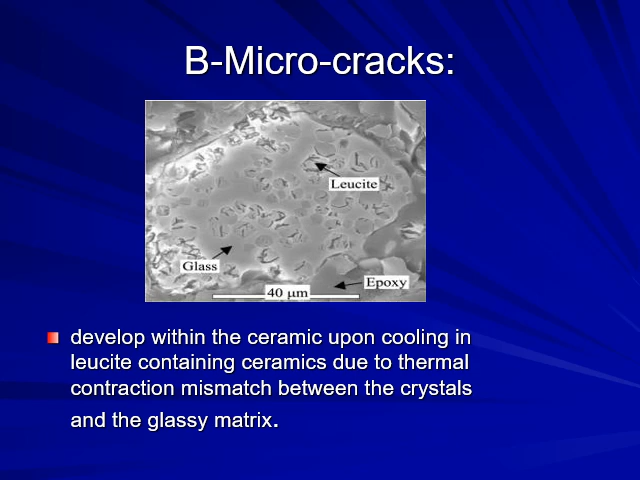 B-Micro-cracks:
Leucite
Glass
Epoxy
40 μm
develop within the ceramic upon cooling in
leucite containing ceramics due to thermal
contraction mismatch between the crystals
and the glassy matrix.